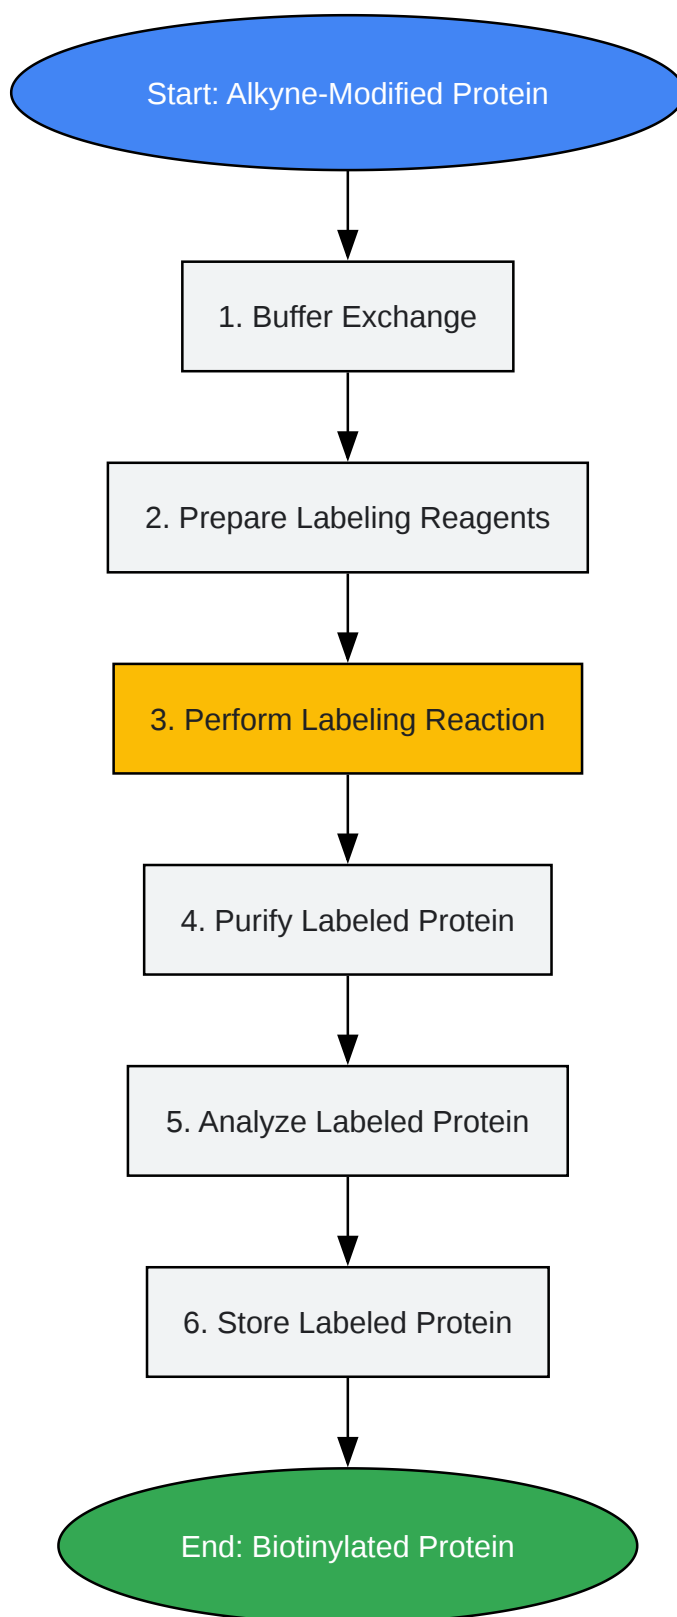 Start: Alkyne-Modified Protein
1. Buffer Exchange
2. Prepare Labeling Reagents
3. Perform Labeling Reaction
4. Purify Labeled Protein
5. Analyze Labeled Protein
6. Store Labeled Protein
End: Biotinylated Protein